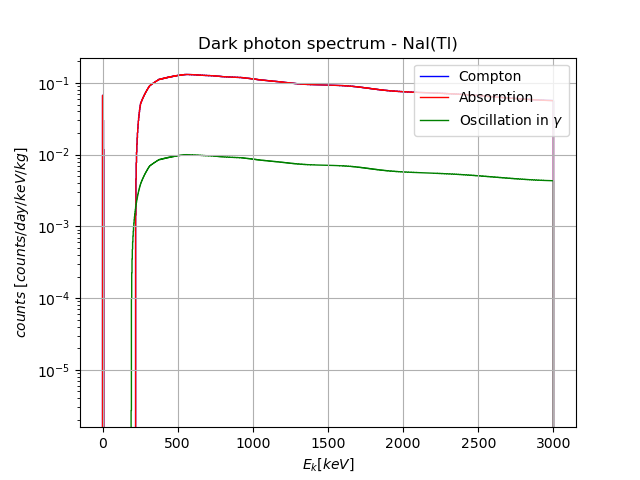 Dark photon spectrum - NaI(Tl)
Compton
Absorption
Oscillation in γ
counts [counts/day/keV/kg]
10⁻¹
10⁻²
10⁻³
10⁻⁴
10⁻⁵
0 500 1000 1500 2000 2500 3000
E_k[keV]